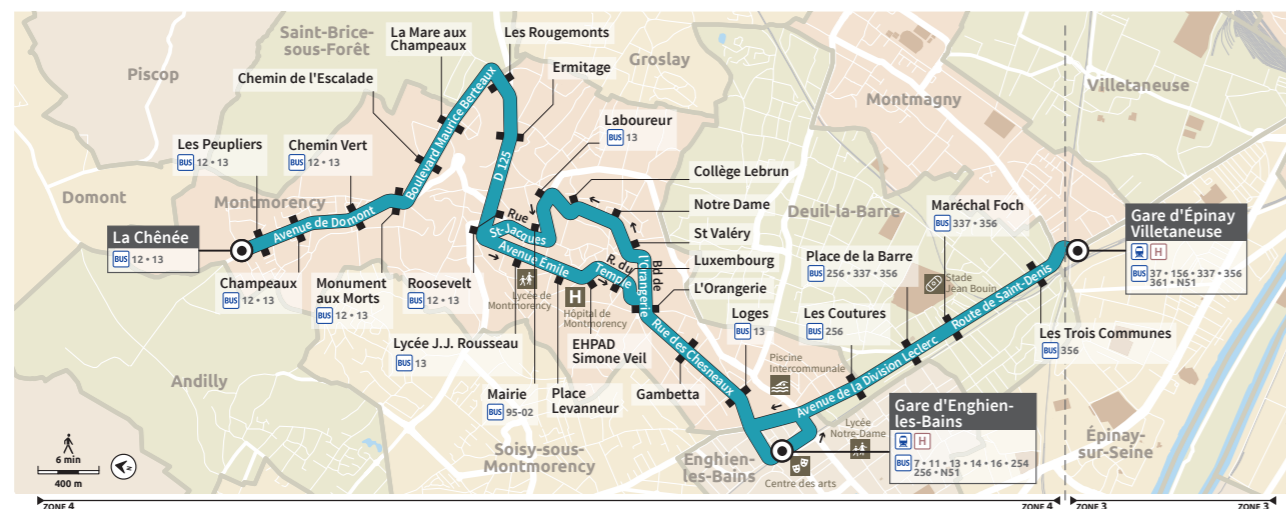 Saint-Brice-
sous-Forêt
Piscop
Groslay
Villetaneuse
Montmagny
Domont
Montmorency
Deuil-la-Barre
Andilly
Soisy-sous-
Montmorency
Enghien
les-Bains
Épinay
-sur-Seine
La Mare aux
Champeaux
Les Rougemonts
Chemin de l'Escalade
Ermitage
Les Peupliers
BUS 12 • 13
Chemin Vert
BUS 12 • 13
Laboureur
BUS 13
Collège Lebrun
Notre Dame
St Valéry
Luxembourg
L'Orangerie
La Chênée
BUS 12 • 13
Champeaux
BUS 12 • 13
Monument
aux Morts
BUS 12 • 13
Roosevelt
BUS 12 • 13
Lycée J.J. Rousseau
BUS 13
Mairie
BUS 95-02
Place
Levanneur
EHPAD
Simone Veil
Gambetta
Loges
BUS 13
Les Coutures
BUS 256
Place de la Barre
BUS 256 • 337 • 356
Maréchal Foch
BUS 337 • 356
Les Trois Communes
BUS 356
Gare d'Épinay
Villetaneuse
H
BUS 37 • 156 • 337 • 356
361 • N51
Gare d'Enghien-
les-Bains
H
BUS 7 • 11 • 13 • 14 • 16 • 254
256 • N51
Avenue de Domont
Boulevard Maurice Berteaux
D 125
Rue
St-Jacques
Avenue Émile
R. du
Temple
Bd de
l'Orangerie
Rue des Chesneaux
Avenue de la Division Leclerc
Route de Saint-Denis
Lycée de
Montmorency
H
Hôpital de
Montmorency
Piscine
Intercommunale
Stade
Jean Bouin
Lycée
Notre-Dame
Centre des arts
6 min
400 m
N
ZONE 4
ZONE 4
ZONE 3
ZONE 3